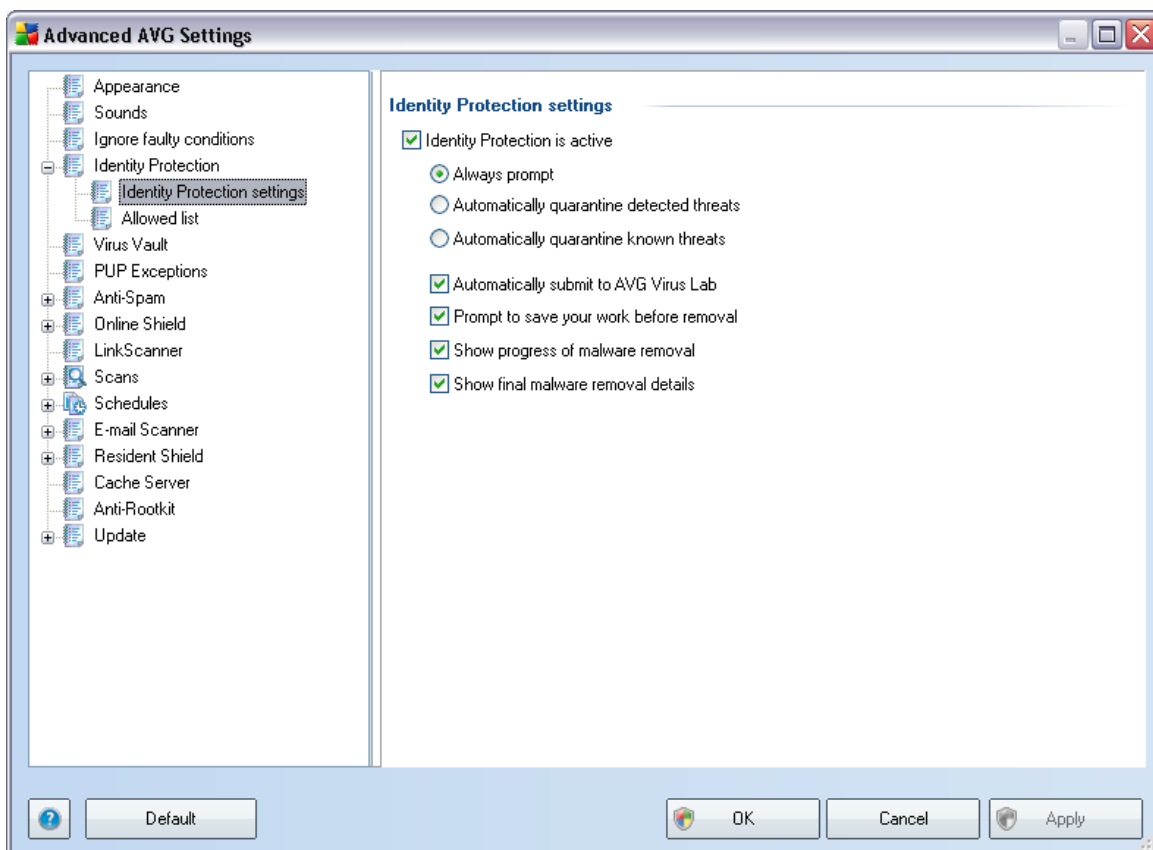 Advanced AVG Settings
Appearance
Sounds
Ignore faulty conditions
Identity Protection
Identity Protection settings
Allowed list
Virus Vault
PUP Exceptions
Anti-Spam
Online Shield
LinkScanner
Scans
Schedules
E-mail Scanner
Resident Shield
Cache Server
Anti-Rootkit
Update
Identity Protection settings
Identity Protection is active
Always prompt
Automatically quarantine detected threats
Automatically quarantine known threats
Automatically submit to AVG Virus Lab
Prompt to save your work before removal
Show progress of malware removal
Show final malware removal details
Default
OK
Cancel
Apply